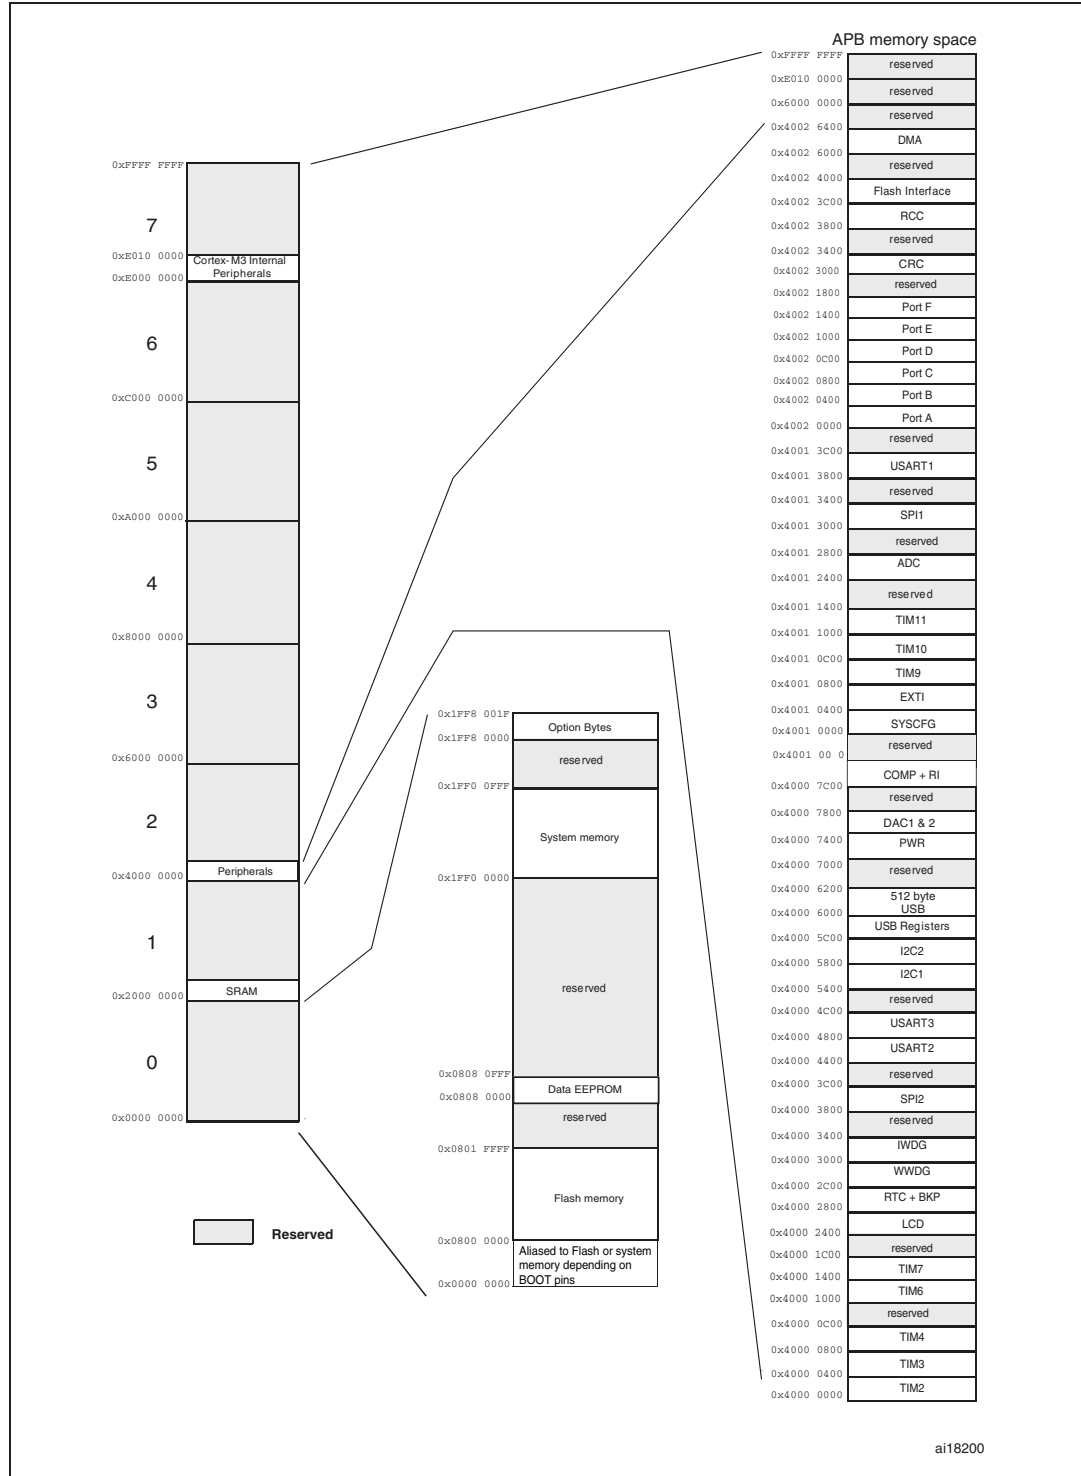 0xFFFF FFFF
7
0xE010 0000
Cortex-M3 Internal
Peripherals
0xE000 0000
6
0xC000 0000
5
0xA000 0000
4
0x8000 0000
3
0x6000 0000
2
Peripherals
0x4000 0000
1
SRAM
0x2000 0000
0
0x0000 0000
Reserved
0x1FF8 001F
Option Bytes
0x1FF8 0000
reserved
0x1FF0 0FFF
System memory
0x1FF0 0000
reserved
0x0808 0FFF
Data EEPROM
0x0808 0000
reserved
0x0801 FFFF
Flash memory
0x0800 0000
Aliased to Flash or system
memory depending on
BOOT pins
0x0000 0000
APB memory space
0xFFFF FFFF
reserved
0xE010 0000
reserved
0x6000 0000
reserved
0x4002 6400
DMA
0x4002 6000
reserved
0x4002 4000
Flash Interface
0x4002 3C00
RCC
0x4002 3800
reserved
0x4002 3400
CRC
0x4002 3000
reserved
0x4002 1800
Port F
0x4002 1400
Port E
0x4002 1000
Port D
0x4002 0C00
Port C
0x4002 0800
Port B
0x4002 0400
Port A
0x4002 0000
reserved
0x4001 3C00
USART1
0x4001 3800
reserved
0x4001 3400
SPI1
0x4001 3000
reserved
0x4001 2800
ADC
0x4001 2400
reserved
0x4001 1400
TIM11
0x4001 1000
TIM10
0x4001 0C00
TIM9
0x4001 0800
EXTI
0x4001 0400
SYSCFG
0x4001 0000
reserved
0x4001 00 0
COMP + RI
0x4000 7C00
reserved
0x4000 7800
DAC1 & 2
0x4000 7400
PWR
0x4000 7000
reserved
0x4000 6200
512 byte
USB
0x4000 6000
USB Registers
0x4000 5C00
I2C2
0x4000 5800
I2C1
0x4000 5400
reserved
0x4000 4C00
USART3
0x4000 4800
USART2
0x4000 4400
reserved
0x4000 3C00
SPI2
0x4000 3800
reserved
0x4000 3400
IWDG
0x4000 3000
WWDG
0x4000 2C00
RTC + BKP
0x4000 2800
LCD
0x4000 2400
reserved
0x4000 1C00
TIM7
0x4000 1400
TIM6
0x4000 1000
reserved
0x4000 0C00
TIM4
0x4000 0800
TIM3
0x4000 0400
TIM2
0x4000 0000
ai18200